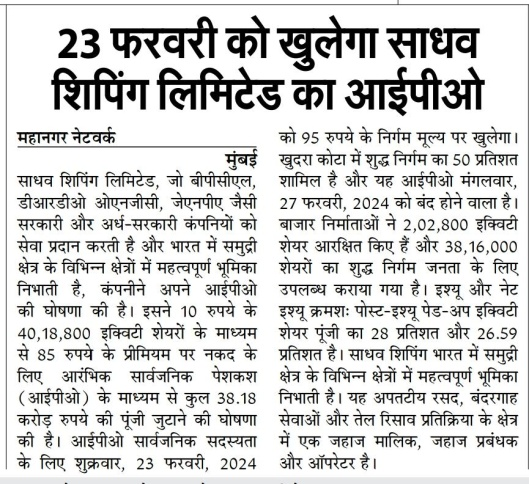 23 फरवरी को खुलेगा साधव
शिपिंग लिमिटेड का आईपीओ
महानगर नेटवर्क
मुंबई
साधव शिपिंग लिमिटेड, जो बीपीसीएल,
डीआरडीओ ओएनजीसी, जेएनपीए जैसी
सरकारी और अर्ध-सरकारी कंपनियों को
सेवा प्रदान करती है और भारत में समुद्री
क्षेत्र के विभिन्न क्षेत्रों में महत्वपूर्ण भूमिका
निभाती है, कंपनीने अपने आईपीओ
की घोषणा की है। इसने 10 रुपये के
40,18,800 इक्विटी शेयरों के माध्यम
से 85 रुपये के प्रीमियम पर नकद के
लिए आरंभिक सार्वजनिक पेशकश
(आईपीओ) के माध्यम से कुल 38.18
करोड़ रुपये की पूंजी जुटाने की घोषणा
की है। आईपीओ सार्वजनिक सदस्यता
के लिए शुक्रवार, 23 फरवरी, 2024
को 95 रुपये के निर्गम मूल्य पर खुलेगा।
खुदरा कोटा में शुद्ध निर्गम का 50 प्रतिशत
शामिल है और यह आईपीओ मंगलवार,
27 फरवरी, 2024 को बंद होने वाला है।
बाजार निर्माताओं ने 2,02,800 इक्विटी
शेयर आरक्षित किए हैं और 38,16,000
शेयरों का शुद्ध निर्गम जनता के लिए
उपलब्ध कराया गया है। इश्यू और नेट
इश्यू क्रमशः पोस्ट-इश्यू पेड-अप इक्विटी
शेयर पूंजी का 28 प्रतिशत और 26.59
प्रतिशत है। साधव शिपिंग भारत में समुद्री
क्षेत्र के विभिन्न क्षेत्रों में महत्वपूर्ण भूमिका
निभाती है। यह अपतटीय रसद, बंदरगाह
सेवाओं और तेल रिसाव प्रतिक्रिया के क्षेत्र
में एक जहाज मालिक, जहाज प्रबंधक
और ऑपरेटर है।